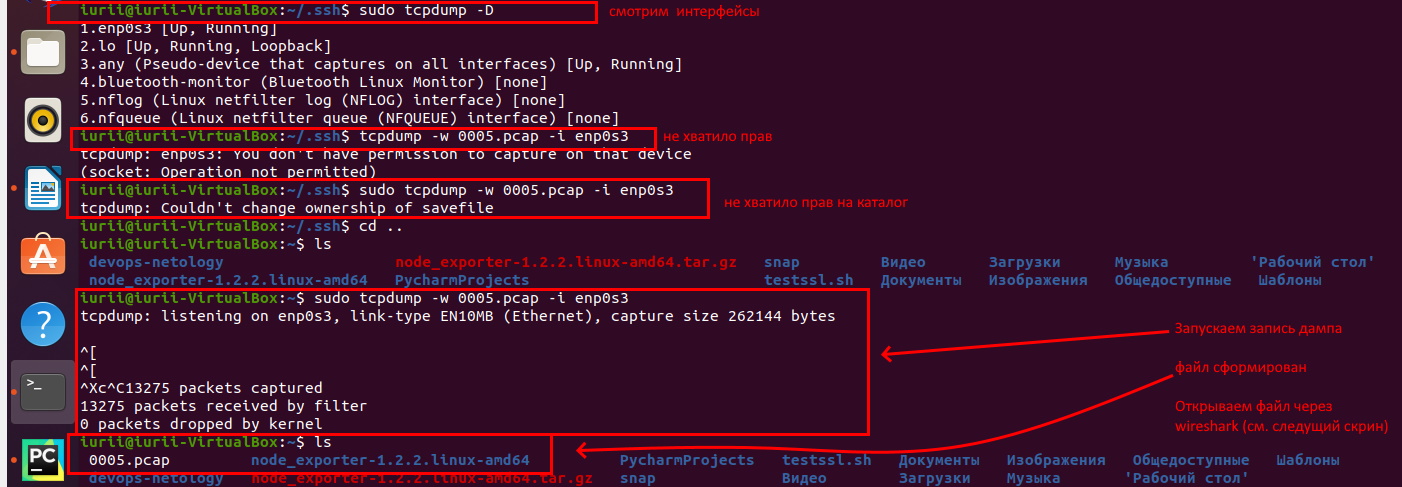 iurii@iurii-VirtualBox:~/.ssh$ sudo tcpdump -D
смотрим интерфейсы
1.enp0s3 [Up, Running]
2.lo [Up, Running, Loopback]
3.any (Pseudo-device that captures on all interfaces) [Up, Running]
4.bluetooth-monitor (Bluetooth Linux Monitor) [none]
5.nflog (Linux netfilter log (NFLOG) interface) [none]
6.nfqueue (Linux netfilter queue (NFQUEUE) interface) [none]
iurii@iurii-VirtualBox:~/.ssh$ tcpdump -w 0005.pcap -i enp0s3
не хватило прав
tcpdump: enp0s3: You don't have permission to capture on that device
(socket: Operation not permitted)
iurii@iurii-VirtualBox:~/.ssh$ sudo tcpdump -w 0005.pcap -i enp0s3
не хватило прав на каталог
tcpdump: Couldn't change ownership of savefile
iurii@iurii-VirtualBox:~/.ssh$ cd ..
iurii@iurii-VirtualBox:~$ ls
devops-netology node_exporter-1.2.2.linux-amd64.tar.gz snap Видео Загрузки Музыка 'Рабочий стол'
node_exporter-1.2.2.linux-amd64 PycharmProjects testssl.sh Документы Изображения Общедоступные Шаблоны
iurii@iurii-VirtualBox:~$ sudo tcpdump -w 0005.pcap -i enp0s3
tcpdump: listening on enp0s3, link-type EN10MB (Ethernet), capture size 262144 bytes
Запускаем запись дампа
^[
^[
^Xc^C13275 packets captured
13275 packets received by filter
0 packets dropped by kernel
файл сформирован
Открываем файл через
wireshark (см. следущий скрин)
iurii@iurii-VirtualBox:~$ ls
0005.pcap node_exporter-1.2.2.linux-amd64 PycharmProjects testssl.sh Документы Изображения Общедоступные Шаблоны
devops-netology node_exporter-1.2.2.linux-amd64.tar.gz snap Видео Загрузки Музыка 'Рабочий стол'
PC